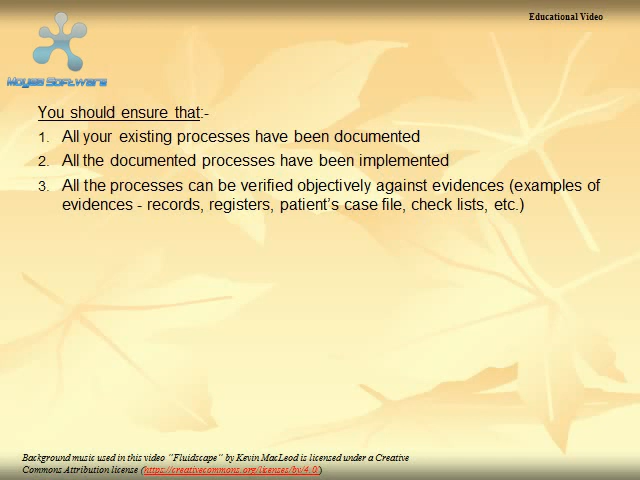 Educational Video
Moyea Software
You should ensure that:-
1. All your existing processes have been documented
2. All the documented processes have been implemented
3. All the processes can be verified objectively against evidences (examples of
evidences - records, registers, patient's case file, check lists, etc.)
Background music used in this video "Fluidscape" by Kevin MacLeod is licensed under a Creative
Commons Attribution license (https://creativecommons.org/licenses/by/4.0/)